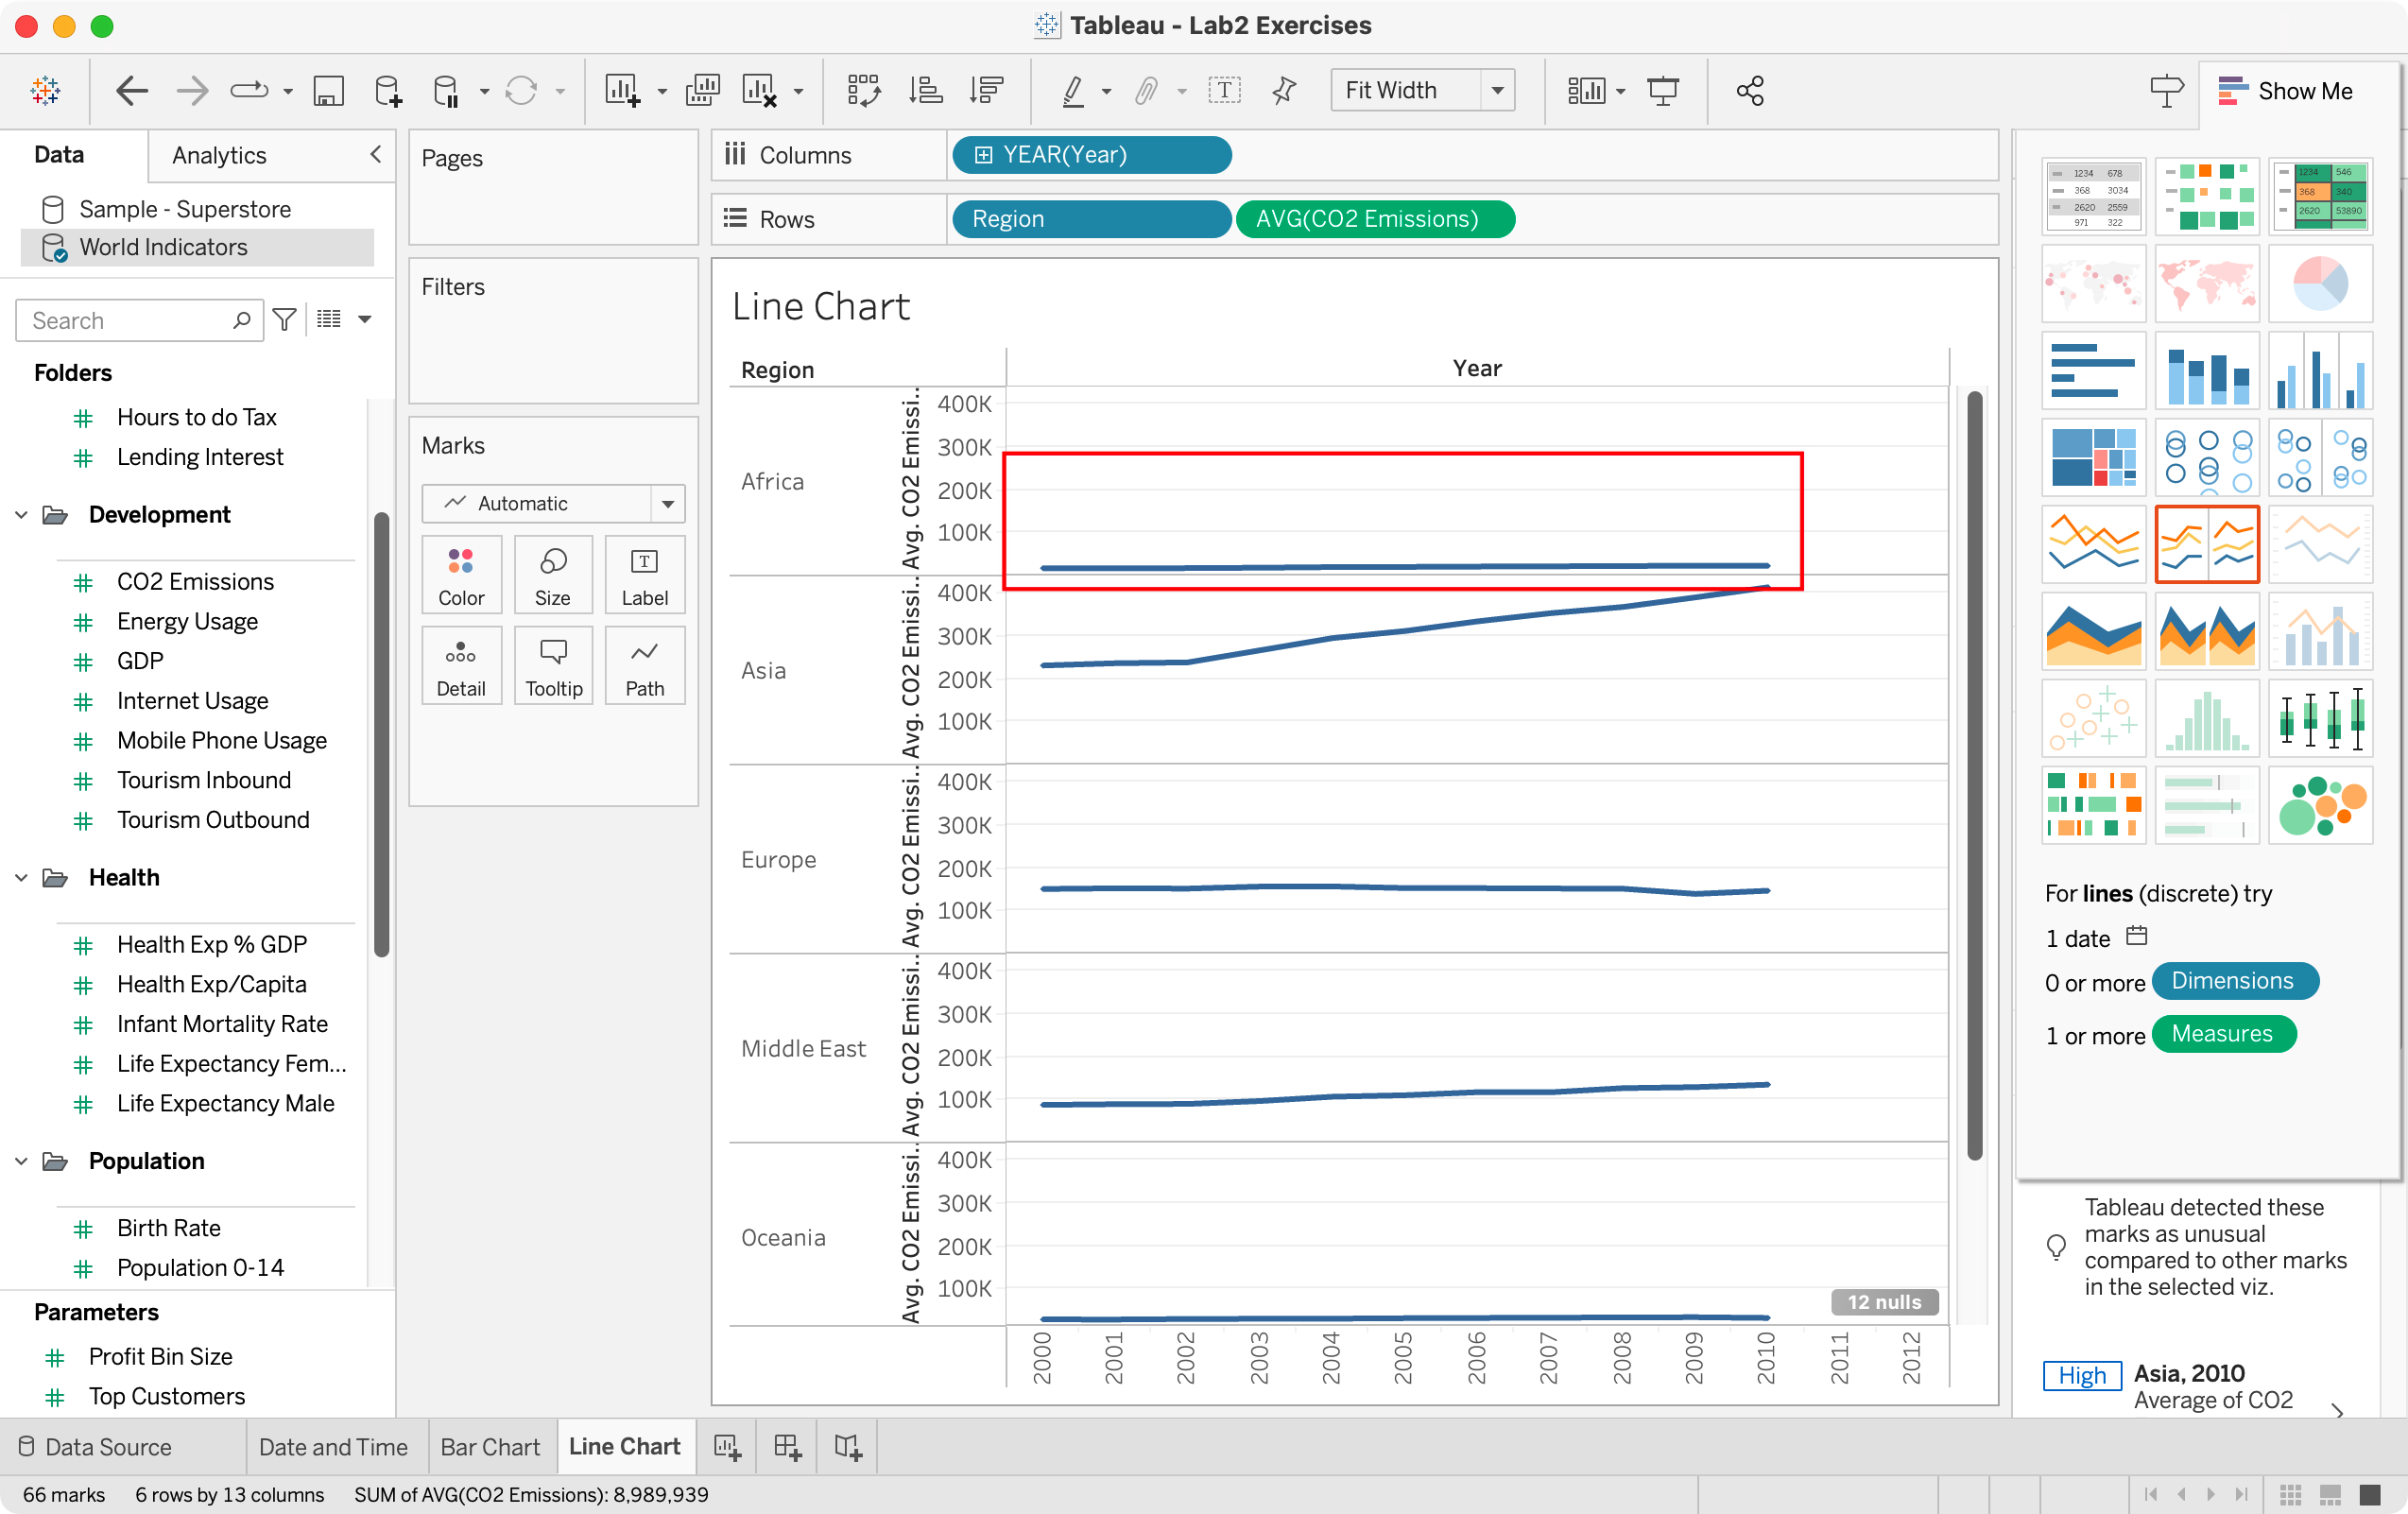 Tableau - Lab2 Exercises
Fit Width
Show Me
Data
Analytics
Sample - Superstore
World Indicators
Search
Folders
Hours to do Tax
Lending Interest
Development
CO2 Emissions
Energy Usage
GDP
Internet Usage
Mobile Phone Usage
Tourism Inbound
Tourism Outbound
Health
Health Exp % GDP
Health Exp/Capita
Infant Mortality Rate
Life Expectancy Fem...
Life Expectancy Male
Population
Birth Rate
Population 0-14
Parameters
Profit Bin Size
Top Customers
Pages
Filters
Marks
Automatic
Color
Size
T
Label
Detail
Tooltip
Path
Columns
YEAR(Year)
Rows
Region
AVG(CO2 Emissions)
Line Chart
Region
Year
Africa
Avg. CO2 Emissi..
400K
300K
200K
100K
Asia
Avg. CO2 Emissi..
400K
300K
200K
100K
Europe
Avg. CO2 Emissi..
400K
300K
200K
100K
Middle East
Avg. CO2 Emissi..
400K
300K
200K
100K
Oceania
Avg. CO2 Emissi..
400K
300K
200K
100K
12 nulls
2000
2001
2002
2003
2004
2005
2006
2007
2008
2009
2010
2011
2012
1234 678
368 3034
2620 2559
971 322
1234 546
368 340
2620 53890
For lines (discrete) try
1 date
0 or more Dimensions
1 or more Measures
Tableau detected these
marks as unusual
compared to other marks
in the selected viz.
High
Asia, 2010
Average of CO2
Data Source
Date and Time
Bar Chart
Line Chart
66 marks
6 rows by 13 columns
SUM of AVG(CO2 Emissions): 8,989,939